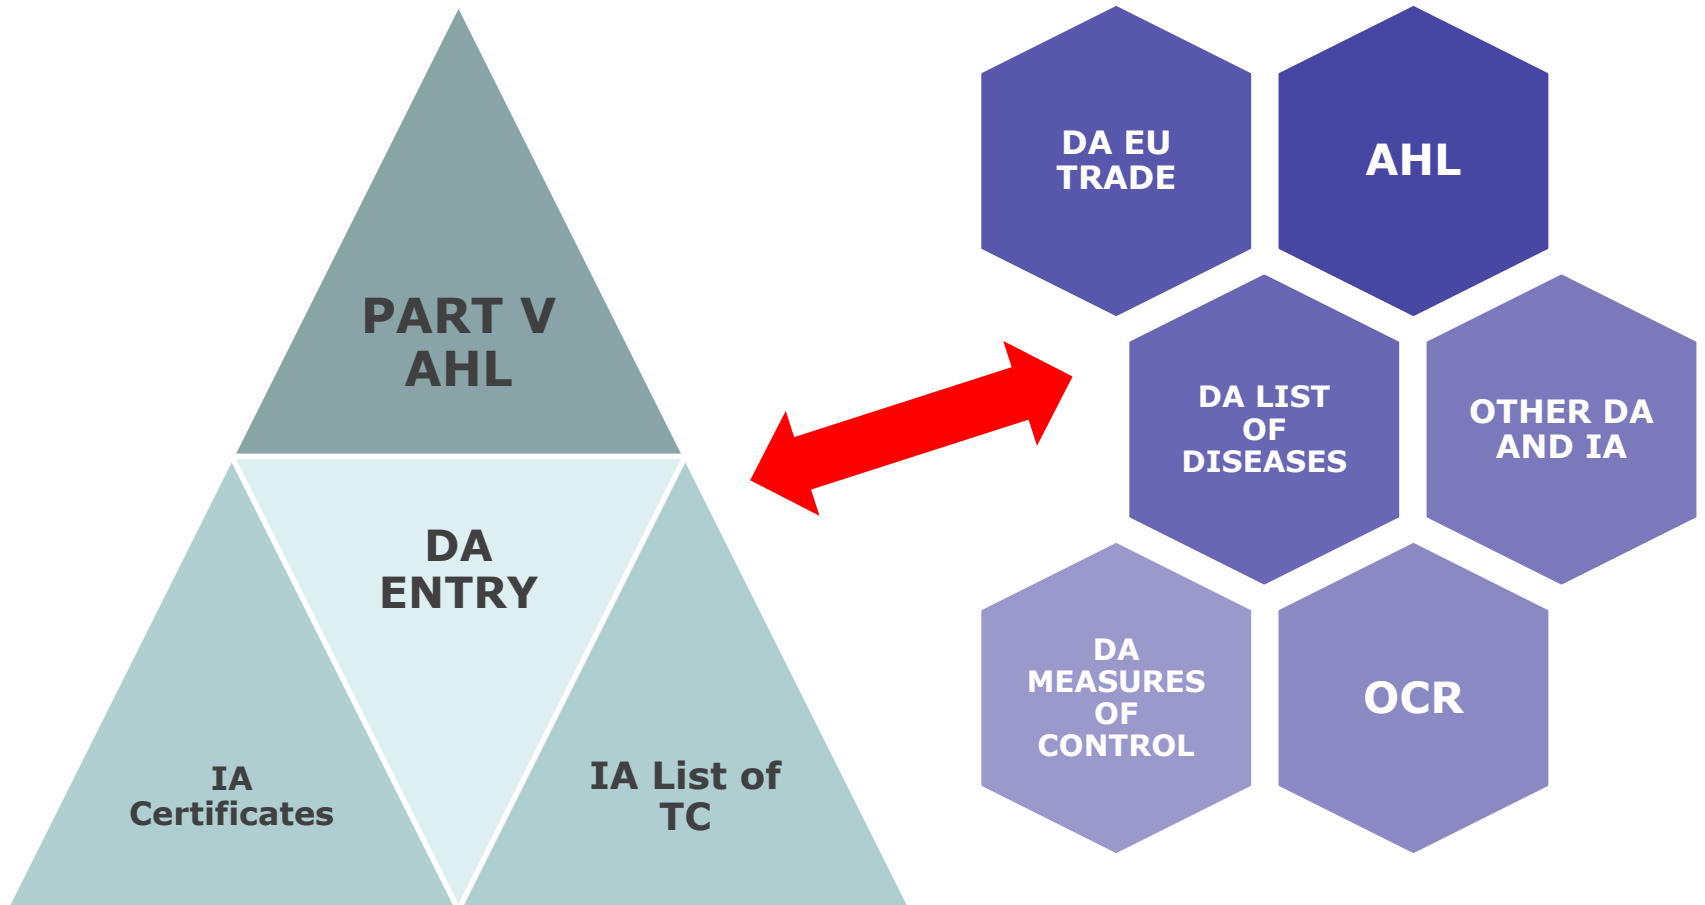 PART V
AHL
DA
ENTRY
IA
Certificates
IA List of
TC
DA EU
TRADE
AHL
DA LIST
OF
DISEASES
OTHER DA
AND IA
DA
MEASURES
OF
CONTROL
OCR